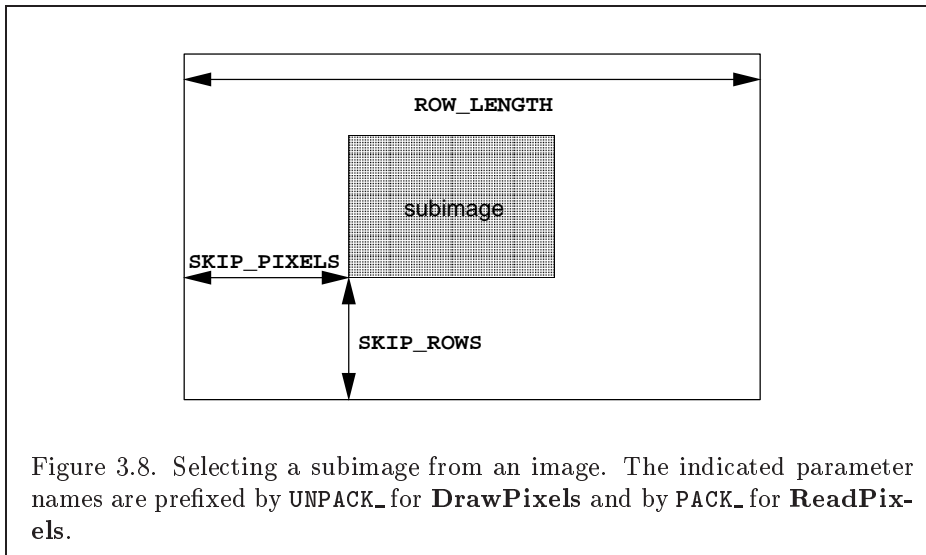 ROW_LENGTH
subimage
SKIP_PIXELS
SKIP_ROWS
Figure 3.8. Selecting a subimage from an image. The indicated parameter
names are prefixed by UNPACK_ for DrawPixels and by PACK_ for ReadPix-
els.